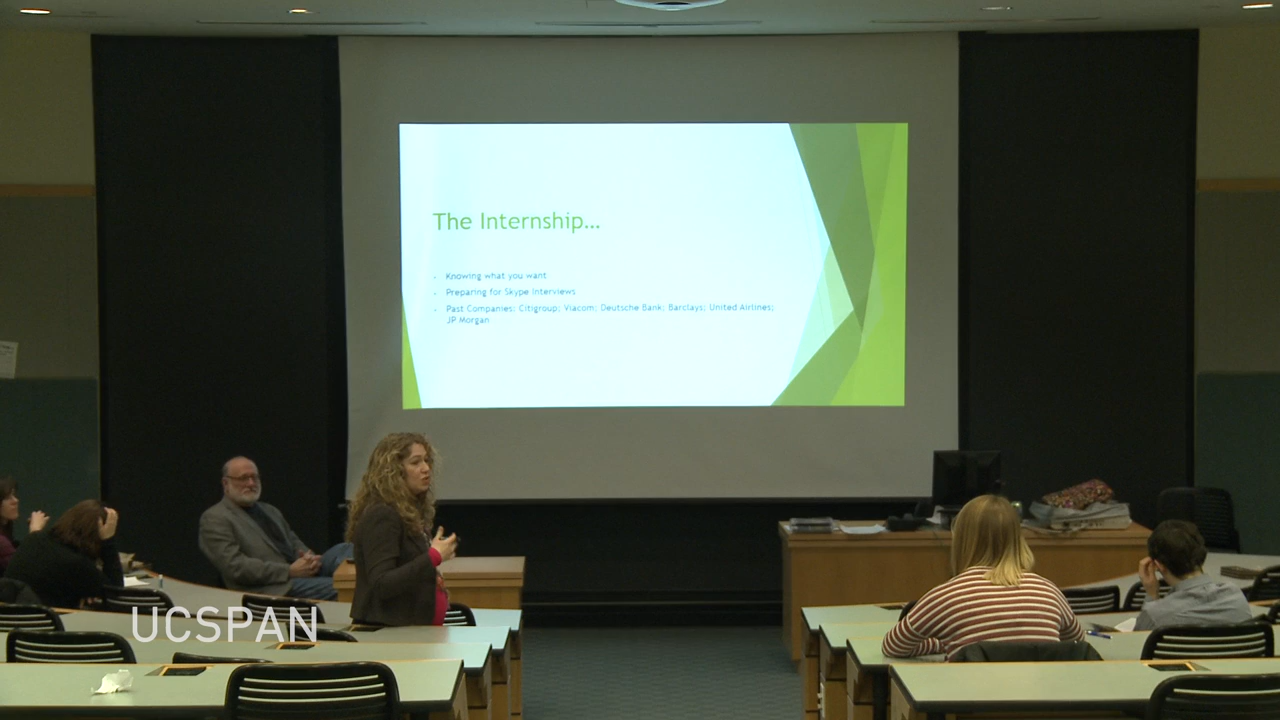 The Internship...
- Knowing what you want
- Preparing for Skype Interviews
- Past Companies: Citigroup; Viacom; Deutsche Bank; Barclays; United Airlines;
JP Morgan
UCSPAN